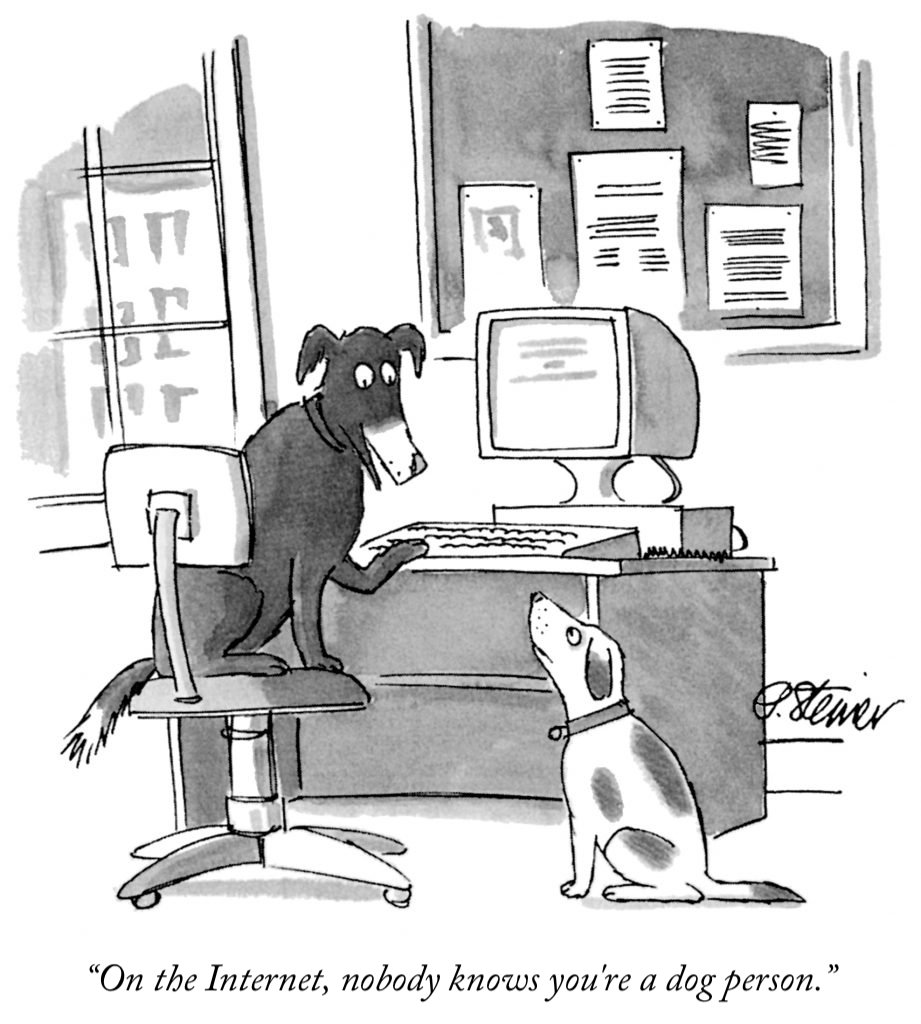 P. Steiner
“On the Internet, nobody knows you're a dog person.”